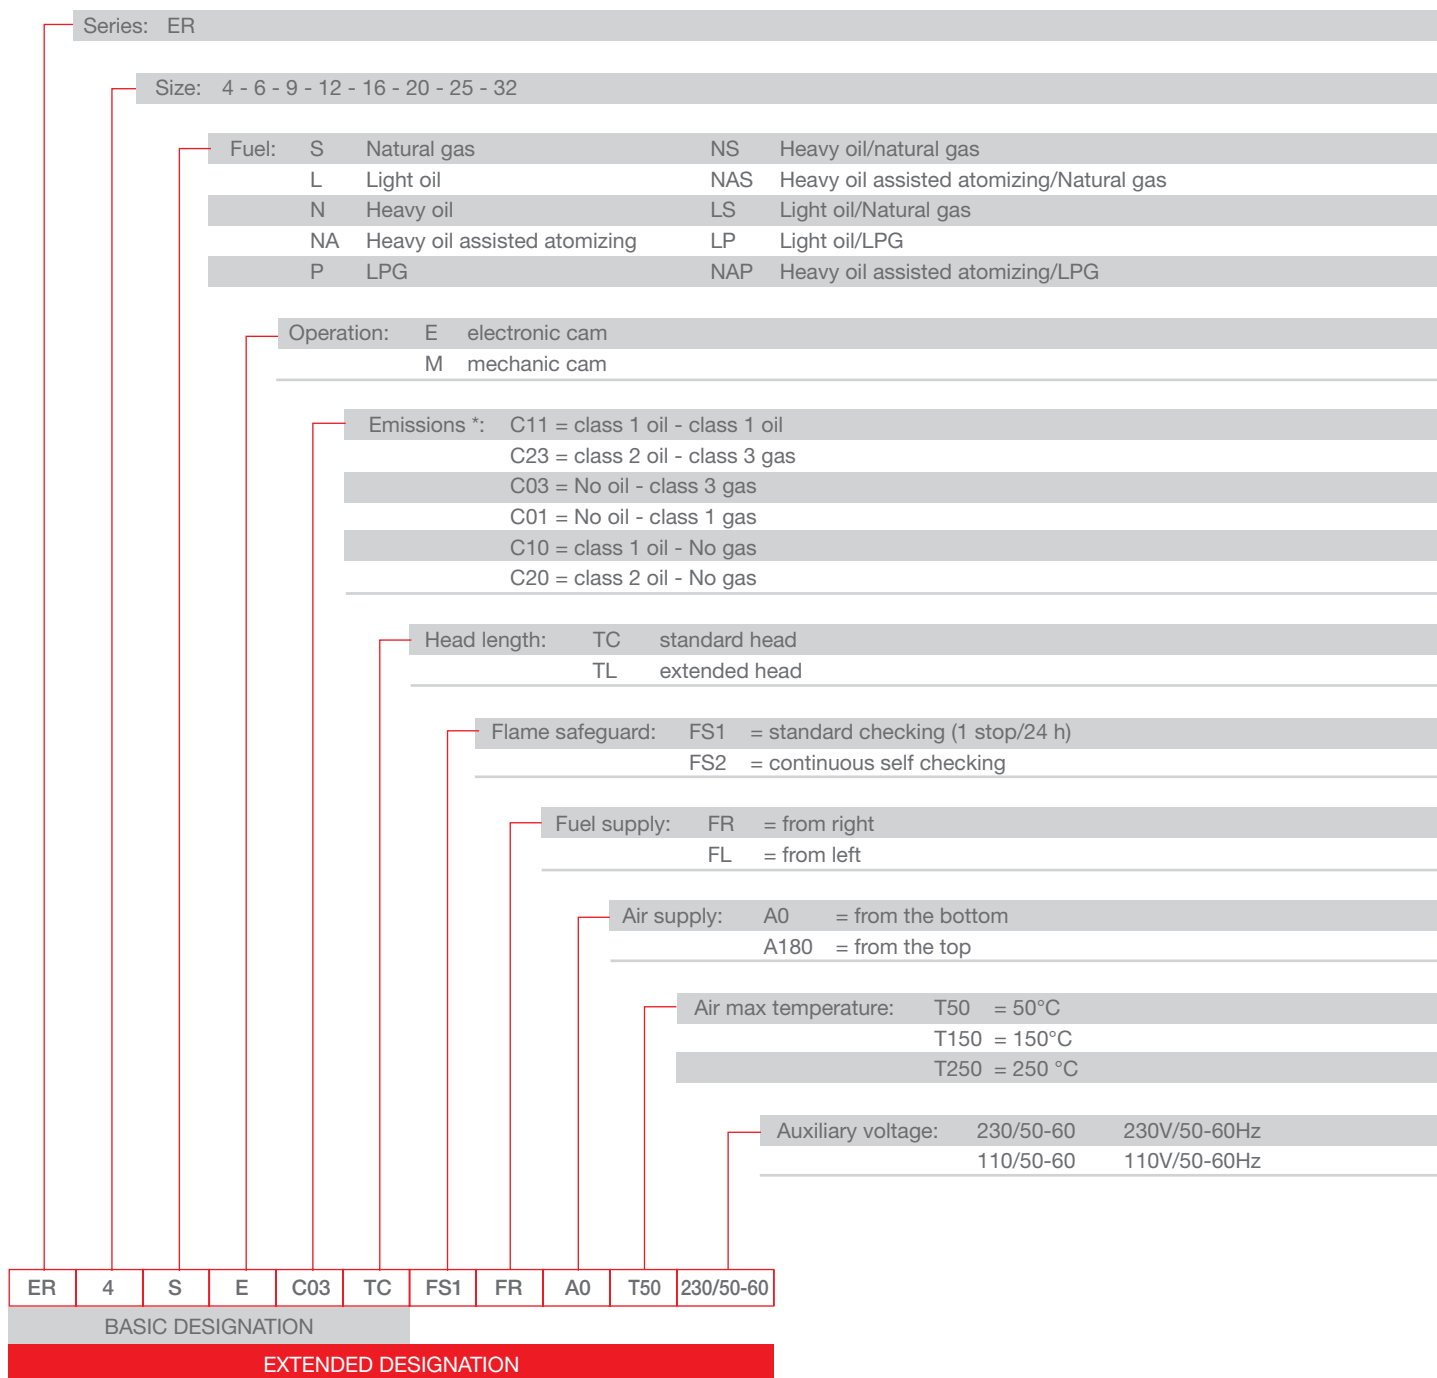 Series: ER
Size: 4 - 6 - 9 - 12 - 16 - 20 - 25 - 32
Fuel: S Natural gas NS Heavy oil/natural gas
L Light oil NAS Heavy oil assisted atomizing/Natural gas
N Heavy oil LS Light oil/Natural gas
NA Heavy oil assisted atomizing LP Light oil/LPG
P LPG NAP Heavy oil assisted atomizing/LPG
Operation: E electronic cam
M mechanic cam
Emissions *: C11 = class 1 oil - class 1 oil
C23 = class 2 oil - class 3 gas
C03 = No oil - class 3 gas
C01 = No oil - class 1 gas
C10 = class 1 oil - No gas
C20 = class 2 oil - No gas
Head length: TC standard head
TL extended head
Flame safeguard: FS1 = standard checking (1 stop/24 h)
FS2 = continuous self checking
Fuel supply: FR = from right
FL = from left
Air supply: A0 = from the bottom
A180 = from the top
Air max temperature: T50 = 50°C
T150 = 150°C
T250 = 250 °C
Auxiliary voltage: 230/50-60 230V/50-60Hz
110/50-60 110V/50-60Hz
ER 4 S E C03 TC FS1 FR A0 T50 230/50-60
BASIC DESIGNATION
EXTENDED DESIGNATION